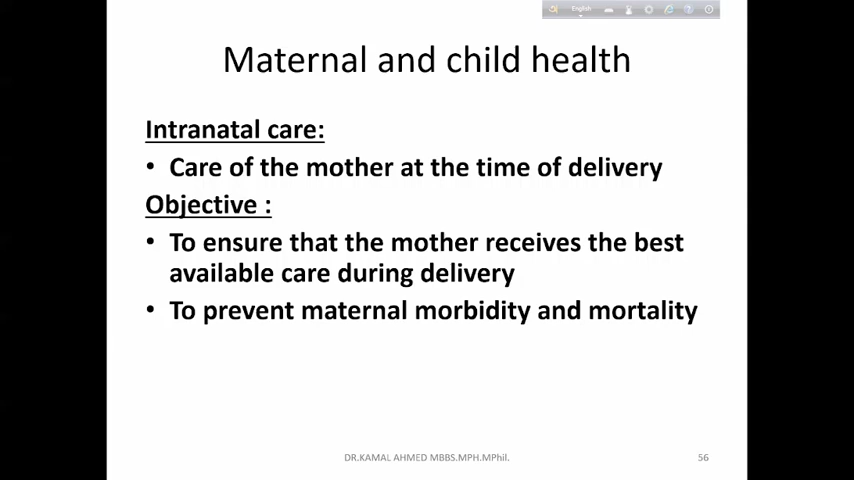 English
Maternal and child health
Intranatal care:
• Care of the mother at the time of delivery
Objective :
• To ensure that the mother receives the best
available care during delivery
• To prevent maternal morbidity and mortality
DR.KAMAL AHMED MBBS.MPH.MPhil.
56